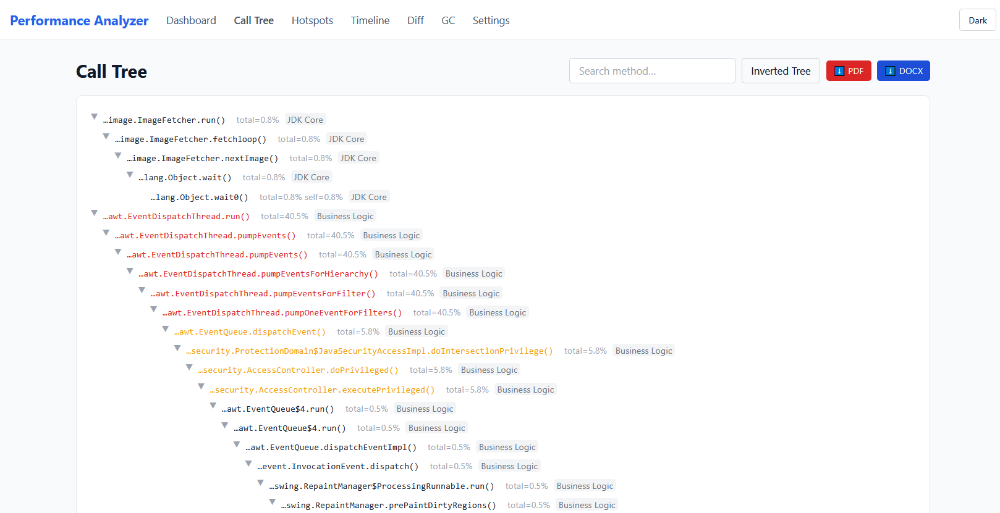 Performance Analyzer Dashboard Call Tree Hotspots Timeline Diff GC Settings Dark
Call Tree Search method... Inverted Tree PDF DOCX
…image.ImageFetcher.run() total=0.8% JDK Core
…image.ImageFetcher.fetchloop() total=0.8% JDK Core
…image.ImageFetcher.nextImage() total=0.8% JDK Core
…lang.Object.wait() total=0.8% JDK Core
…lang.Object.wait0() total=0.8% self=0.8% JDK Core
…awt.EventDispatchThread.run() total=40.5% Business Logic
…awt.EventDispatchThread.pumpEvents() total=40.5% Business Logic
…awt.EventDispatchThread.pumpEvents() total=40.5% Business Logic
…awt.EventDispatchThread.pumpEventsForHierarchy() total=40.5% Business Logic
…awt.EventDispatchThread.pumpEventsForFilter() total=40.5% Business Logic
…awt.EventDispatchThread.pumpOneEventForFilters() total=40.5% Business Logic
…awt.EventQueue.dispatchEvent() total=5.8% Business Logic
…security.ProtectionDomain$JavaSecurityAccessImpl.doIntersectionPrivilege() total=5.8% Business Logic
…security.AccessController.doPrivileged() total=5.8% Business Logic
…security.AccessController.executePrivileged() total=5.8% Business Logic
…awt.EventQueue$4.run() total=0.5% Business Logic
…awt.EventQueue$4.run() total=0.5% Business Logic
…awt.EventQueue.dispatchEventImpl() total=0.5% Business Logic
…event.InvocationEvent.dispatch() total=0.5% Business Logic
…swing.RepaintManager$ProcessingRunnable.run() total=0.5% Business Logic
…swing.RepaintManager.prePaintDirtyRegions() total=0.5% Business Logic